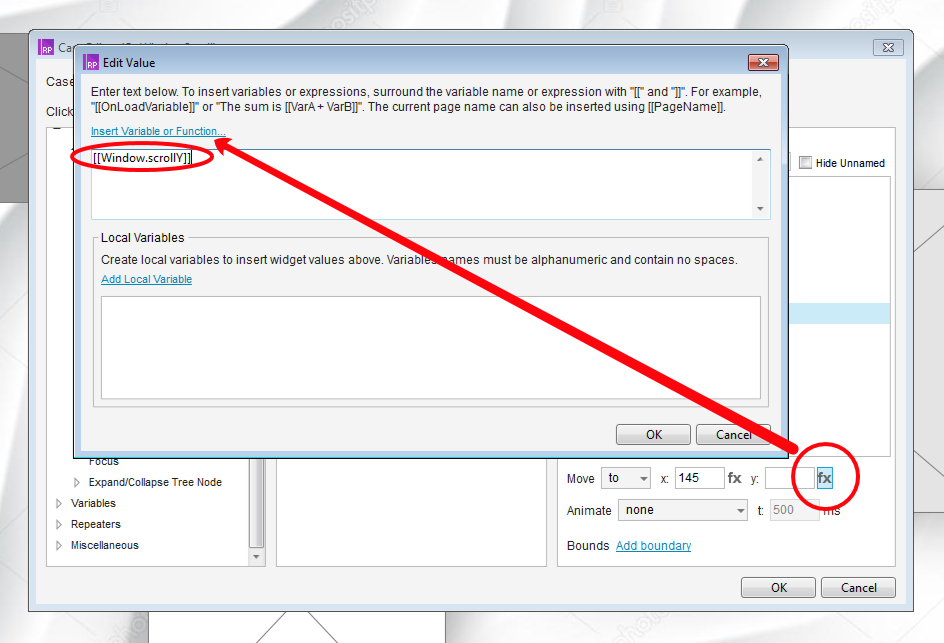 RP
RP Edit Value
Case
Click
Enter text below. To insert variables or expressions, surround the variable name or expression with "[[" and "]]". For example,
"[[OnLoadVariable]]" or "The sum is [[VarA + VarB]]". The current page name can also be inserted using [[PageName]].
Insert Variable or Function...
[[Window.scrollY]]
Hide Unnamed
Local Variables
Create local variables to insert widget values above. Variable names must be alphanumeric and contain no spaces.
Add Local Variable
OK Cancel
Focus
Expand/Collapse Tree Node
Variables
Repeaters
Miscellaneous
Move to x: 145 fx y: fx
Animate none t: 500 ms
Bounds Add boundary
OK Cancel